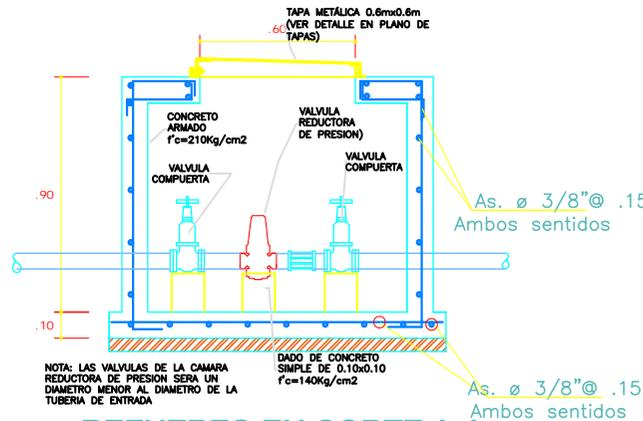 TAPA METÁLICA 0.6mx0.6m
(VER DETALLE EN PLANO DE
TAPAS)
.60
CONCRETO
ARMADO
f'c=210Kg/cm2
VALVULA
REDUCTORA
DE PRESION)
VALVULA
COMPUERTA
VALVULA
COMPUERTA
.90
As. ø 3/8"@ .15
Ambos sentidos
.10
DADO DE CONCRETO
SIMPLE DE 0.10x0.10
f'c=140Kg/cm2
NOTA: LAS VALVULAS DE LA CAMARA
REDUCTORA DE PRESION SERA UN
DIAMETRO MENOR AL DIAMETRO DE LA
TUBERIA DE ENTRADA
As. ø 3/8"@ .15
Ambos sentidos